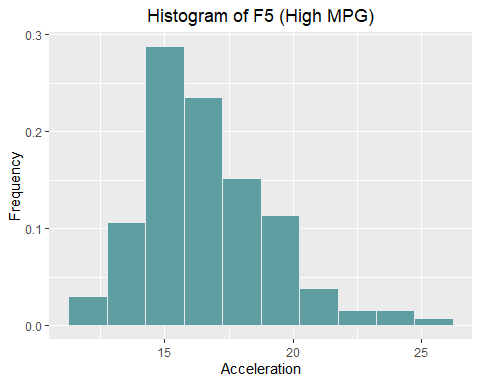 Histogram of F5 (High MPG)
0.3
0.2
0.1
0.0
Frequency
15 20 25
Acceleration